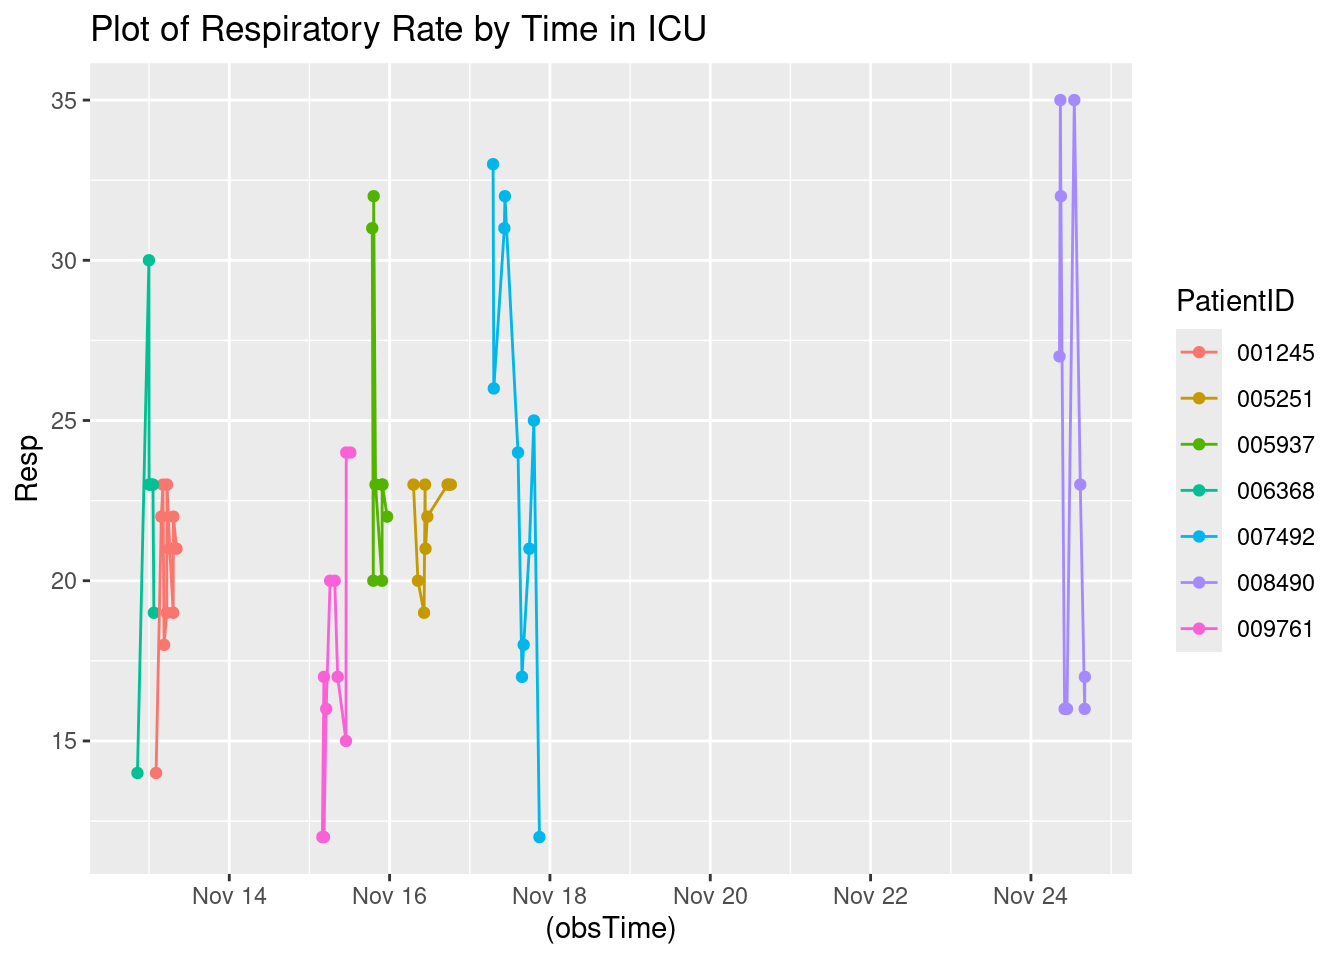 Plot of Respiratory Rate by Time in ICU
Resp
35
30
25
20
15
Nov 14 Nov 16 Nov 18 Nov 20 Nov 22 Nov 24
(obsTime)
PatientID
001245
005251
005937
006368
007492
008490
009761